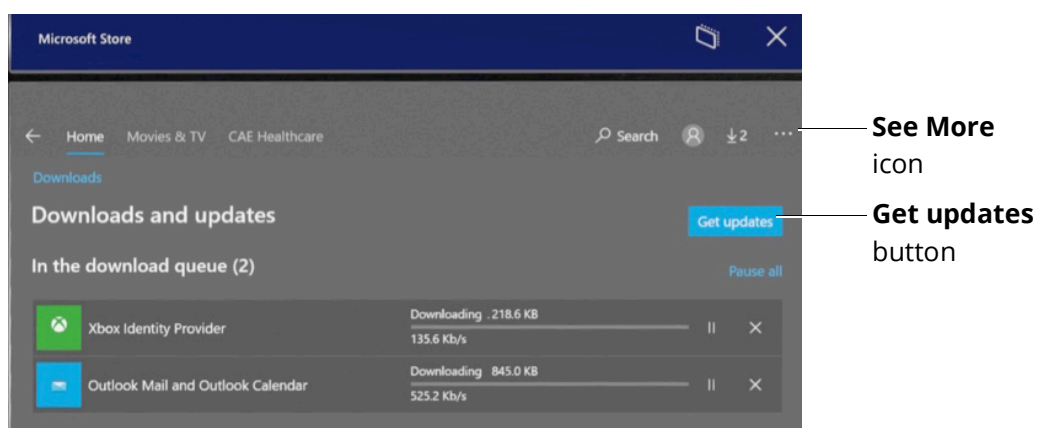 Microsoft Store
Home Movies & TV CAE Healthcare Search 2 ...
See More
icon
Downloads
Downloads and updates
Get updates
Get updates
button
In the download queue (2)
Pause all
Xbox Identity Provider
Downloading . 218.6 KB
135.6 Kb/s
Outlook Mail and Outlook Calendar
Downloading 845.0 KB
525.2 Kb/s